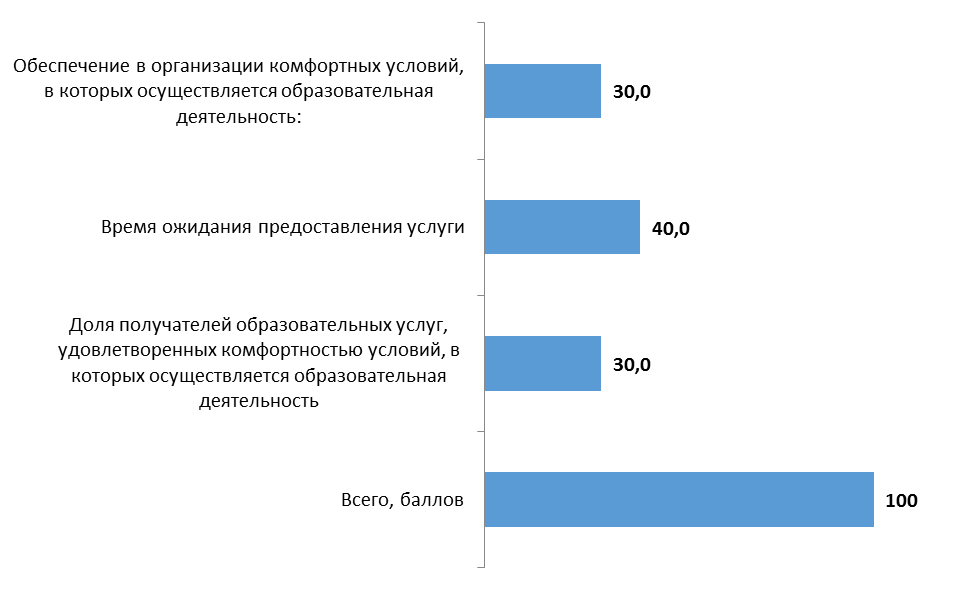 Обеспечение в организации комфортных условий,
в которых осуществляется образовательная
деятельность:
30,0
Время ожидания предоставления услуги
40,0
Доля получателей образовательных услуг,
удовлетворенных комфортностью условий, в
которых осуществляется образовательная
деятельность
30,0
Всего, баллов
100